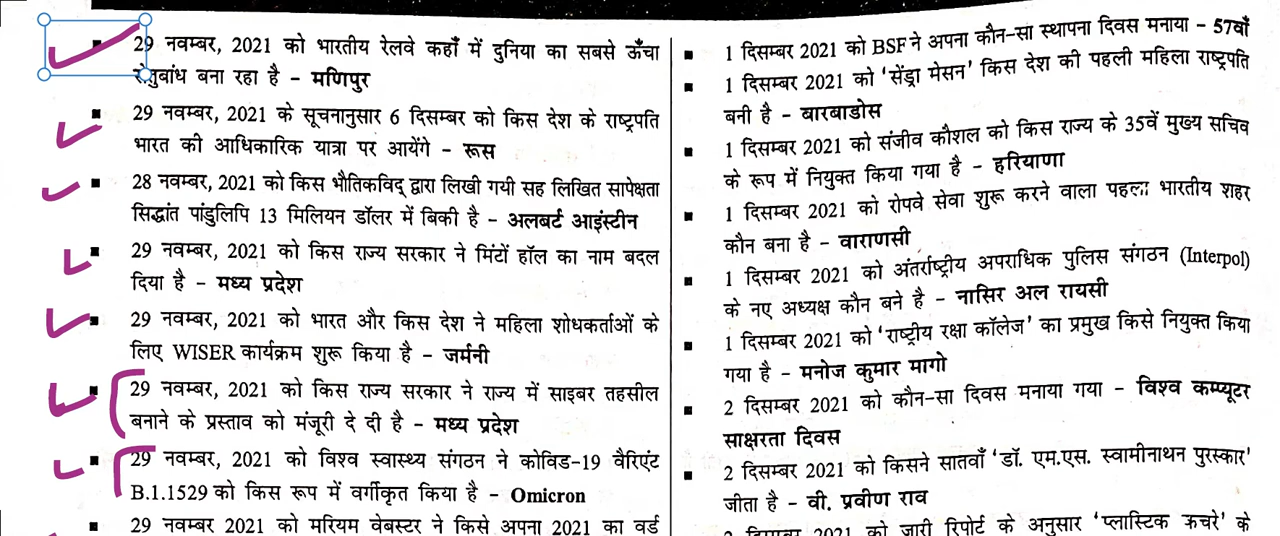 29 नवम्बर, 2021 को भारतीय रेलवे कहाँ में दुनिया का सबसे ऊँचा
सेतुबांध बना रहा है – मणिपुर
29 नवम्बर, 2021 के सूचनानुसार 6 दिसम्बर को किस देश के राष्ट्रपति
भारत की आधिकारिक यात्रा पर आयेंगे – रूस
28 नवम्बर, 2021 को किस भौतिकविद् द्वारा लिखी गयी सह लिखित सापेक्षता
सिद्धांत पांडुलिपि 13 मिलियन डॉलर में बिकी है – अलबर्ट आइंस्टीन
29 नवम्बर, 2021 को किस राज्य सरकार ने मिंटों हॉल का नाम बदल
दिया है – मध्य प्रदेश
29 नवम्बर, 2021 को भारत और किस देश ने महिला शोधकर्ताओं के
लिए WISER कार्यक्रम शुरू किया है – जर्मनी
29 नवम्बर, 2021 को किस राज्य सरकार ने राज्य में साइबर तहसील
बनाने के प्रस्ताव को मंजूरी दे दी है – मध्य प्रदेश
29 नवम्बर, 2021 को विश्व स्वास्थ्य संगठन ने कोविड-19 वैरिएंट
B.1.1529 को किस रूप में वर्गीकृत किया है – Omicron
29 नवम्बर 2021 को मरियम वेबस्टर ने किसे अपना 2021 का वर्ड
1 दिसम्बर 2021 को BSF ने अपना कौन-सा स्थापना दिवस मनाया – 57वाँ
1 दिसम्बर 2021 को 'सेंड्रा मेसन' किस देश की पहली महिला राष्ट्रपति
बनी है – बारबाडोस
1 दिसम्बर 2021 को संजीव कौशल को किस राज्य के 35वें मुख्य सचिव
के रूप में नियुक्त किया गया है – हरियाणा
1 दिसम्बर 2021 को रोपवे सेवा शुरू करने वाला पहला भारतीय शहर
कौन बना है – वाराणसी
1 दिसम्बर 2021 को अंतर्राष्ट्रीय अपराधिक पुलिस संगठन (Interpol)
के नए अध्यक्ष कौन बने है – नासिर अल रायसी
1 दिसम्बर 2021 को 'राष्ट्रीय रक्षा कॉलेज' का प्रमुख किसे नियुक्त किया
गया है – मनोज कुमार मागो
2 दिसम्बर 2021 को कौन-सा दिवस मनाया गया – विश्व कम्प्यूटर
साक्षरता दिवस
2 दिसम्बर 2021 को किसने सातवाँ 'डॉ. एम.एस. स्वामीनाथन पुरस्कार'
जीता है – वी. प्रवीण राव
2 दिसम्बर 2021 को जारी रिपोर्ट के अनुसार 'प्लास्टिक कचरे' के